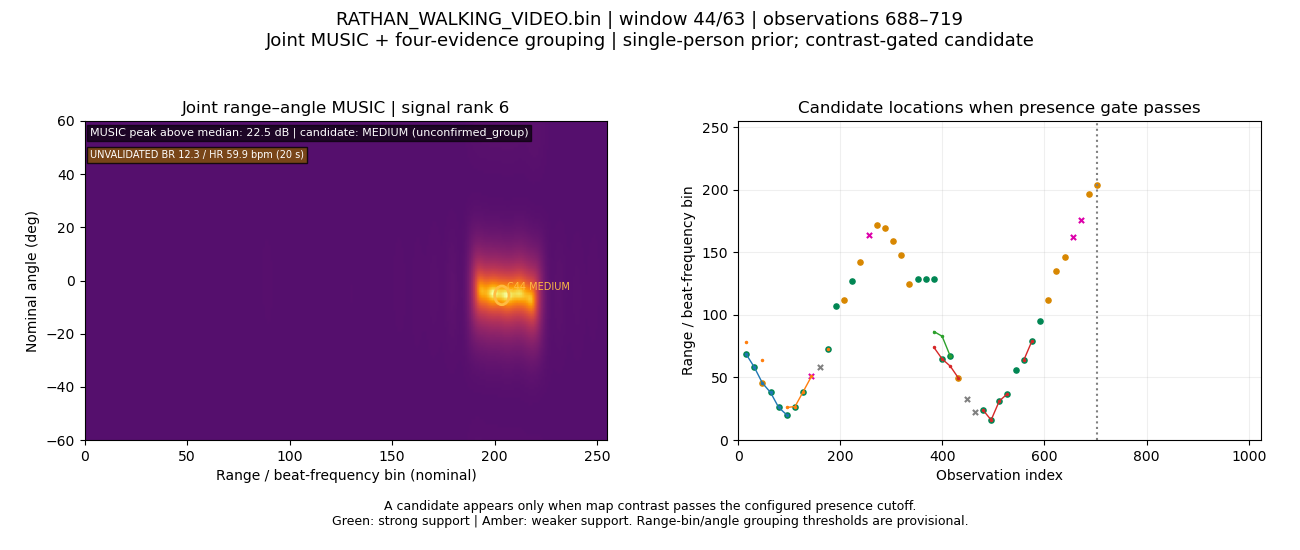 RATHAN_WALKING_VIDEO.bin | window 44/63 | observations 688–719
Joint MUSIC + four-evidence grouping | single-person prior; contrast-gated candidate
Joint range–angle MUSIC | signal rank 6
MUSIC peak above median: 22.5 dB | candidate: MEDIUM (unconfirmed_group)
UNVALIDATED BR 12.3 / HR 59.9 bpm (20 s)
60
40
20
0
−20
−40
−60
Nominal angle (deg)
MEDIUM
0
50
100
150
200
250
Range / beat-frequency bin (nominal)
Candidate locations when presence gate passes
250
200
150
100
50
0
Range / beat-frequency bin
0
200
400
600
800
1000
Observation index
A candidate appears only when map contrast passes the configured presence cutoff.
Green: strong support | Amber: weaker support. Range-bin/angle grouping thresholds are provisional.